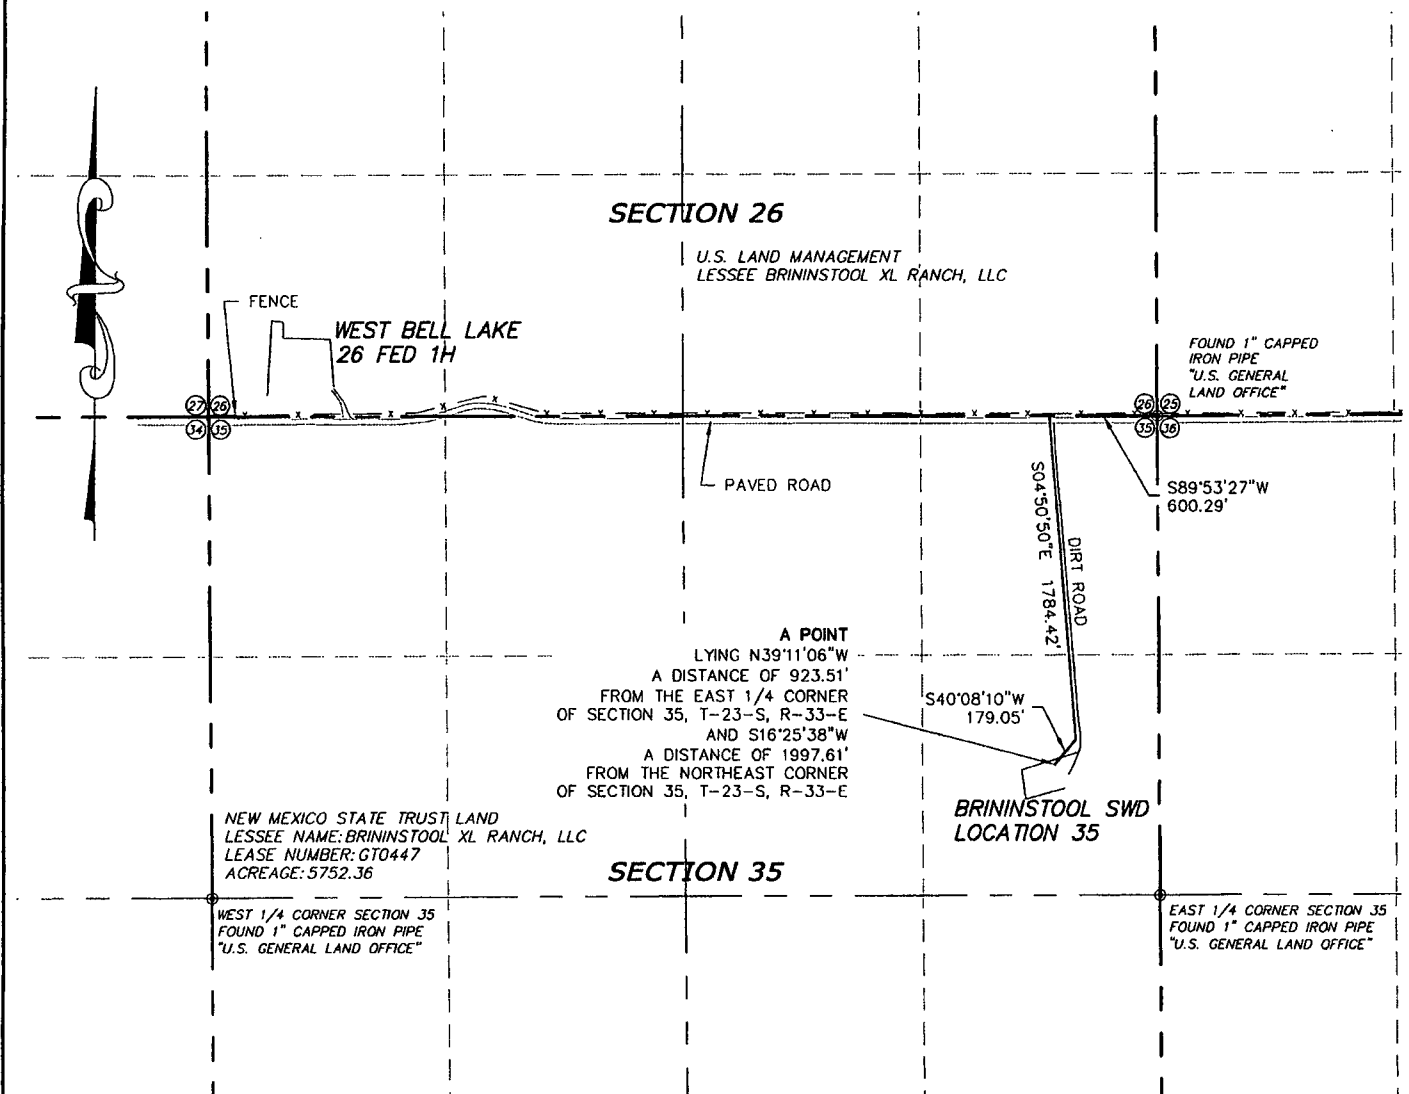 SECTION 26
U.S. LAND MANAGEMENT
LESSEE BRININSTOOL XL RANCH, LLC
FENCE
WEST BELL LAKE
26 FED 1H
FOUND 1" CAPPED
IRON PIPE
"U.S. GENERAL
LAND OFFICE"
27 26
34 35
26 25
35 36
PAVED ROAD
S89°53'27"W
600.29'
S04°50'50"E 1784.42'
DIRT ROAD
A POINT
LYING N39°11'06"W
A DISTANCE OF 923.51'
FROM THE EAST 1/4 CORNER
OF SECTION 35, T-23-S, R-33-E
AND S16°25'38"W
A DISTANCE OF 1997.61'
FROM THE NORTHEAST CORNER
OF SECTION 35, T-23-S, R-33-E
S40°08'10"W
179.05'
BRININSTOOL SWD
LOCATION 35
NEW MEXICO STATE TRUST LAND
LESSEE NAME: BRININSTOOL XL RANCH, LLC
LEASE NUMBER: GT0447
ACREAGE: 5752.36
SECTION 35
WEST 1/4 CORNER SECTION 35
FOUND 1" CAPPED IRON PIPE
"U.S. GENERAL LAND OFFICE"
EAST 1/4 CORNER SECTION 35
FOUND 1" CAPPED IRON PIPE
"U.S. GENERAL LAND OFFICE"